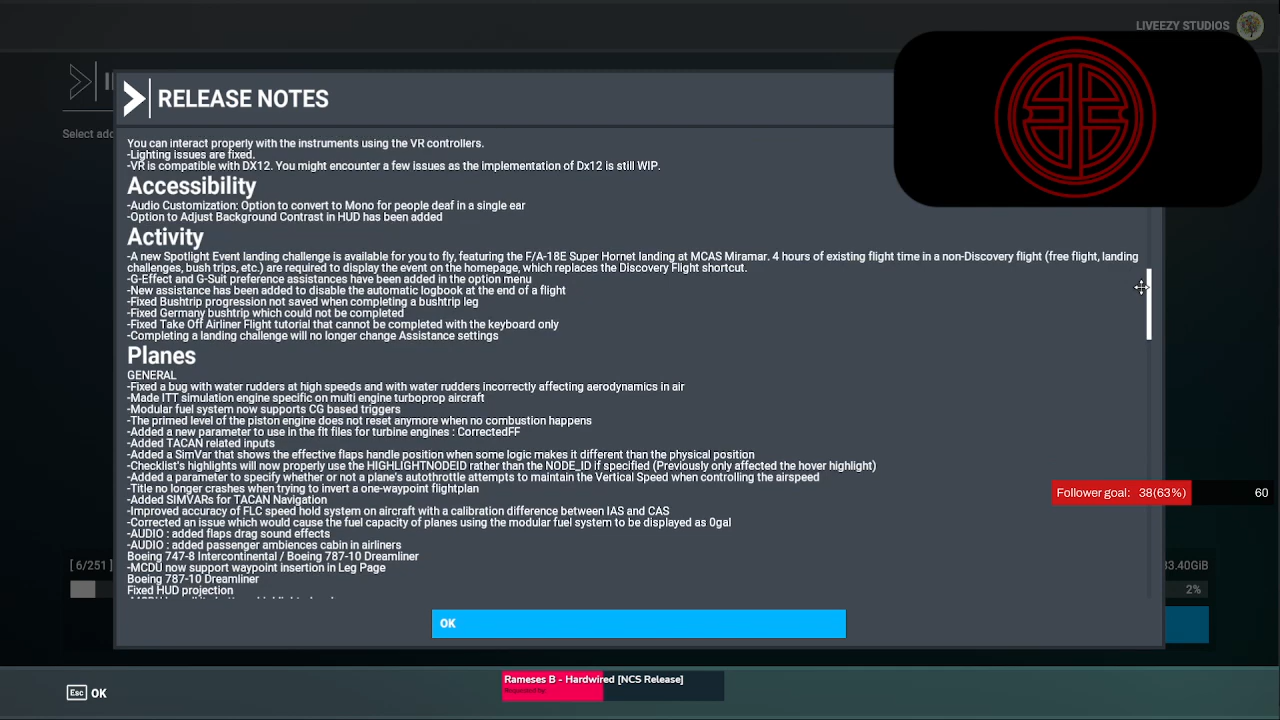 LIVEEZY STUDIOS
RELEASE NOTES
Select add
You can interact properly with the instruments using the VR controllers.
-Lighting issues are fixed.
-VR is compatible with DX12. You might encounter a few issues as the implementation of Dx12 is still WIP.
Accessibility
-Audio Customization: Option to convert to Mono for people deaf in a single ear
-Option to Adjust Background Contrast in HUD has been added
Activity
-A new Spotlight Event landing challenge is available for you to fly, featuring the F/A-18E Super Hornet landing at MCAS Miramar. 4 hours of existing flight time in a non-Discovery flight (free flight, landing
challenges, bush trips, etc.) are required to display the event on the homepage, which replaces the Discovery Flight shortcut.
-G-Effect and G-Suit preference assistances have been added in the option menu
-New assistance has been added to disable the automatic logbook at the end of a flight
-Fixed Bushtrip progression not saved when completing a bushtrip leg
-Fixed Germany bushtrip which could not be completed
-Fixed Take Off Airliner Flight tutorial that cannot be completed with the keyboard only
-Completing a landing challenge will no longer change Assistance settings
Planes
GENERAL
-Fixed a bug with water rudders at high speeds and with water rudders incorrectly affecting aerodynamics in air
-Made ITT simulation engine specific on multi engine turboprop aircraft
-Modular fuel system now supports CG based triggers
-The primed level of the piston engine does not reset anymore when no combustion happens
-Added a new parameter to use in the flt files for turbine engines : CorrectedFF
-Added TACAN related inputs
-Added a SimVar that shows the effective flaps handle position when some logic makes it different than the physical position
-Checklist's highlights will now properly use the HIGHLIGHTNODEID rather than the NODE_ID if specified (Previously only affected the hover highlight)
-Added a parameter to specify whether or not a plane's autothrottle attempts to maintain the Vertical Speed when controlling the airspeed
-Title no longer crashes when trying to invert a one-waypoint flightplan
-Added SIMVARs for TACAN Navigation
-Improved accuracy of FLC speed hold system on aircraft with a calibration difference between IAS and CAS
-Corrected an issue which would cause the fuel capacity of planes using the modular fuel system to be displayed as 0gal
-AUDIO : added flaps drag sound effects
-AUDIO : added passenger ambiences cabin in airliners
Boeing 747-8 Intercontinental / Boeing 787-10 Dreamliner
-MCDU now support waypoint insertion in Leg Page
Boeing 787-10 Dreamliner
Fixed HUD projection
Follower goal: 38(63%) 60
[ 6/251 ]
33.40GiB
2%
OK
Esc OK
Rameses B - Hardwired [NCS Release]
Requested by: